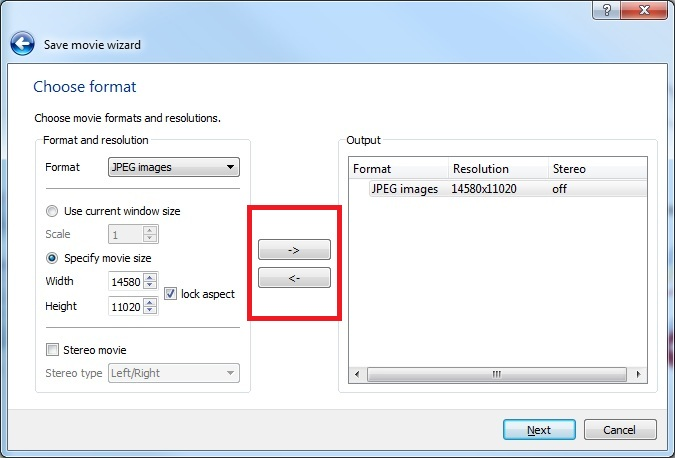 ?
X
Save movie wizard
Choose format
Choose movie formats and resolutions.
Format and resolution
Format JPEG images
Use current window size
Scale 1
Specify movie size
Width 14580
lock aspect
Height 11020
Stereo movie
Stereo type Left/Right
->
<-
Output
Format Resolution Stereo
JPEG images 14580x11020 off
Next Cancel